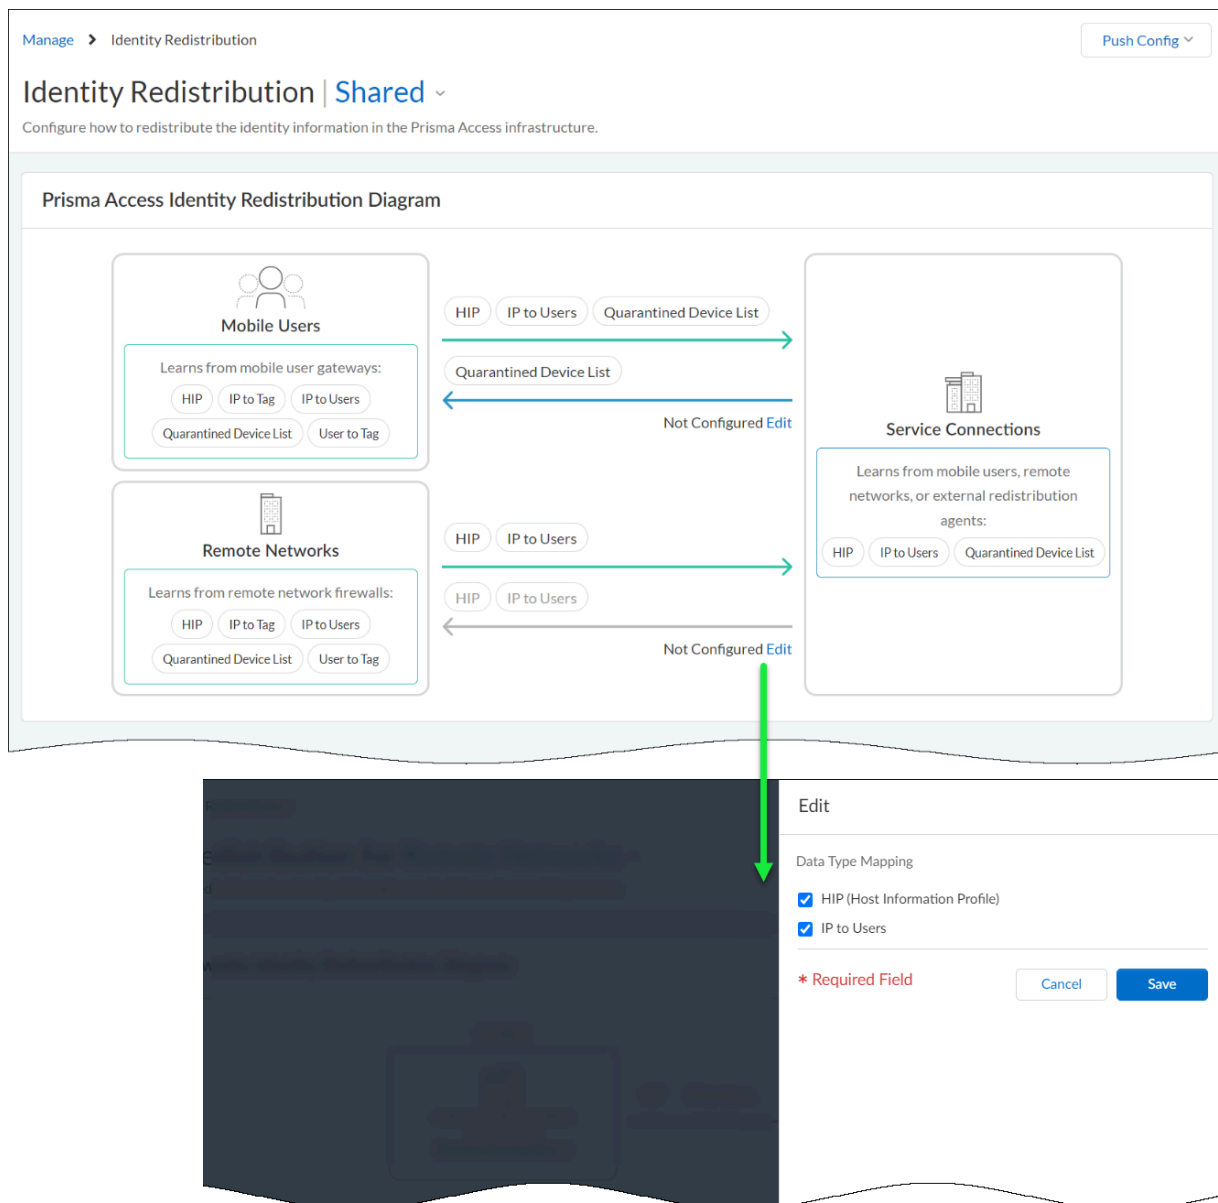 Manage > Identity Redistribution
Push Config
Identity Redistribution | Shared
Configure how to redistribute the identity information in the Prisma Access infrastructure.
Prisma Access Identity Redistribution Diagram
Mobile Users
Learns from mobile user gateways:
HIP IP to Tag IP to Users
Quarantined Device List User to Tag
HIP IP to Users Quarantined Device List
Quarantined Device List
Not Configured Edit
Remote Networks
Learns from remote network firewalls:
HIP IP to Tag IP to Users
Quarantined Device List User to Tag
HIP IP to Users
HIP IP to Users
Not Configured Edit
Service Connections
Learns from mobile users, remote
networks, or external redistribution
agents:
HIP IP to Users Quarantined Device List
Edit
Data Type Mapping
HIP (Host Information Profile)
IP to Users
* Required Field
Cancel
Save